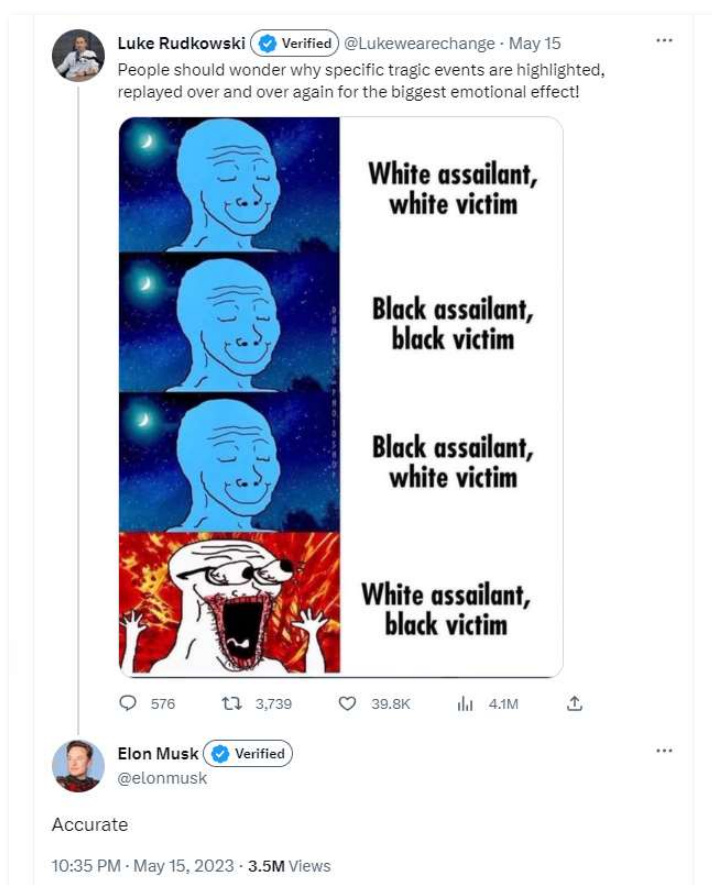 Luke Rudkowski Verified @Lukewearechange · May 15
People should wonder why specific tragic events are highlighted,
replayed over and over again for the biggest emotional effect!
White assailant,
white victim
Black assailant,
black victim
Black assailant,
white victim
White assailant,
black victim
576 3,739 39.8K 4.1M
Elon Musk Verified
@elonmusk
Accurate
10:35 PM · May 15, 2023 · 3.5M Views